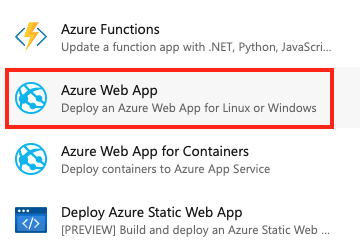 Azure Functions
Update a function app with .NET, Python, JavaScri...
Azure Web App
Deploy an Azure Web App for Linux or Windows
Azure Web App for Containers
Deploy containers to Azure App Service
Deploy Azure Static Web App
[PREVIEW] Build and deploy an Azure Static Web ...